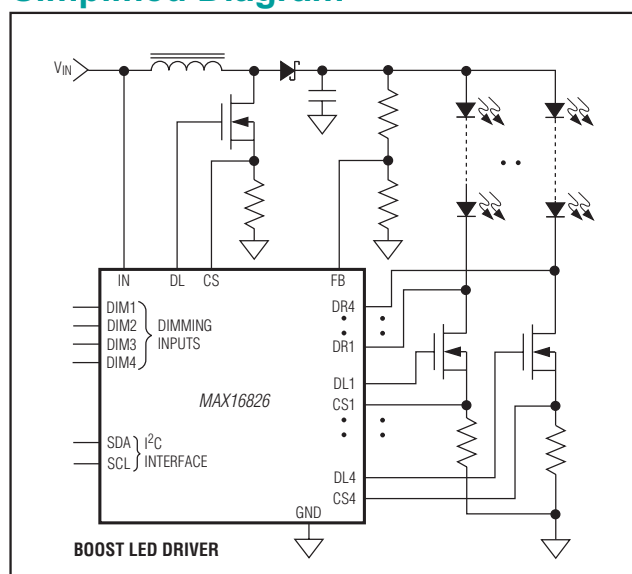 Simplified Diagram
VIN
IN
DL
CS
FB
DIM1
DIM2
DIM3
DIM4
DIMMING
INPUTS
DR4
DR1
DL1
CS1
MAX16826
SDA
SCL
I2C
INTERFACE
DL4
CS4
GND
BOOST LED DRIVER